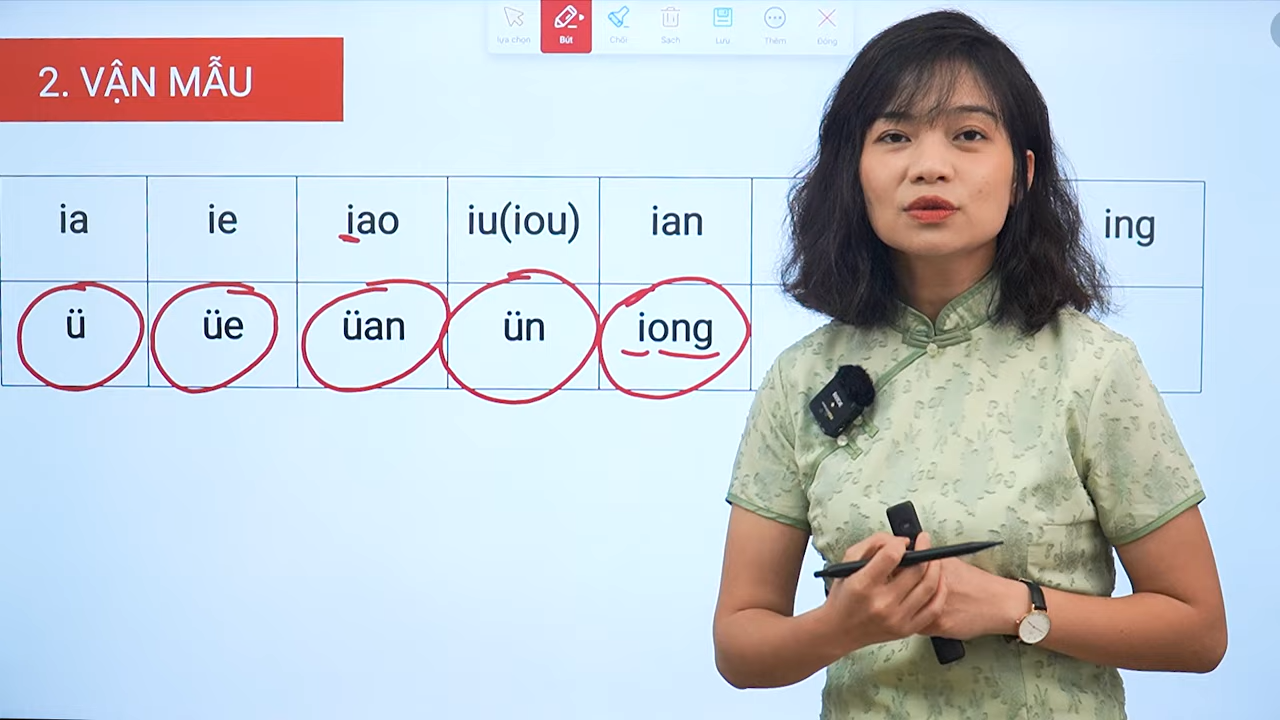 lựa chọn Bút Chổi Sạch Lưu Thêm Đóng
2. VẬN MẪU
ia ie iao iu(iou) ian ing
ü üe üan ün iong